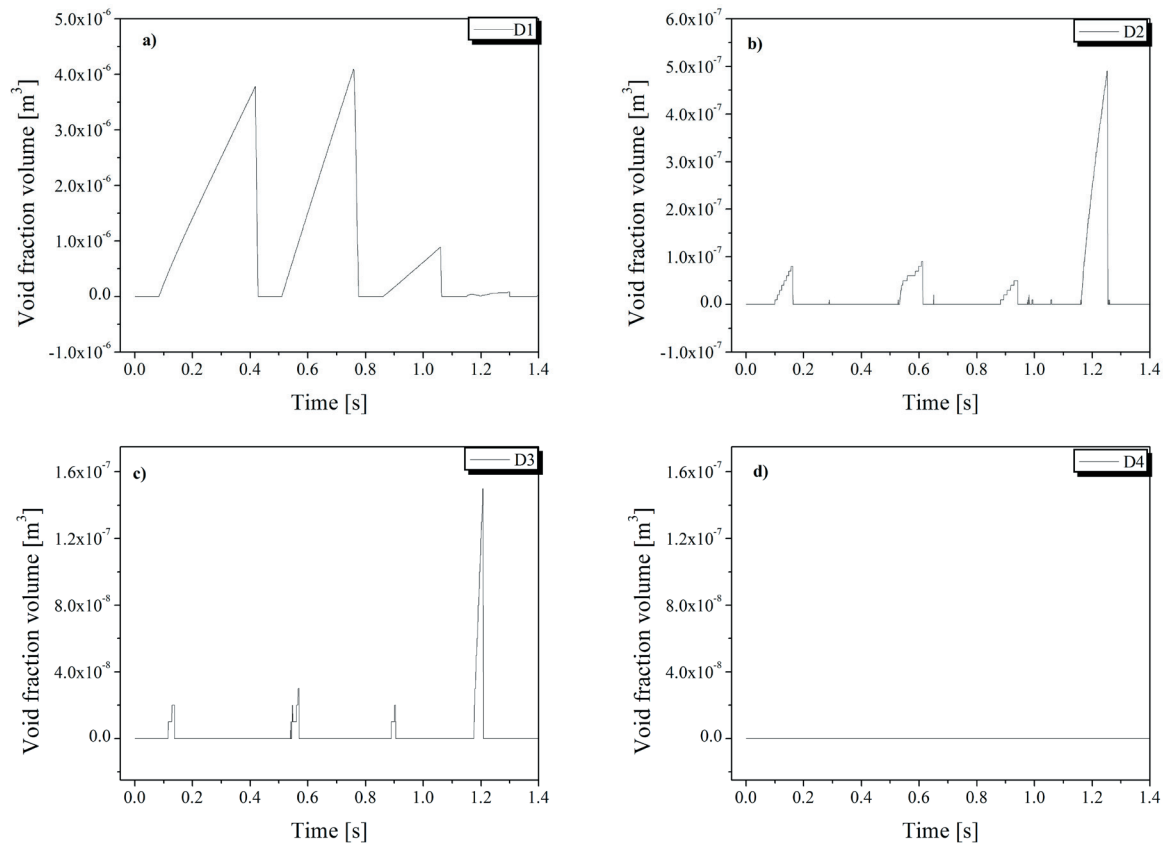 a)
D1
Void fraction volume [m³]
5.0x10⁻⁶
4.0x10⁻⁶
3.0x10⁻⁶
2.0x10⁻⁶
1.0x10⁻⁶
0.0
-1.0x10⁻⁶
0.0 0.2 0.4 0.6 0.8 1.0 1.2 1.4
Time [s]
b)
D2
Void fraction volume [m³]
6.0x10⁻⁷
5.0x10⁻⁷
4.0x10⁻⁷
3.0x10⁻⁷
2.0x10⁻⁷
1.0x10⁻⁷
0.0
-1.0x10⁻⁷
0.0 0.2 0.4 0.6 0.8 1.0 1.2 1.4
Time [s]
c)
D3
Void fraction volume [m³]
1.6x10⁻⁷
1.2x10⁻⁷
8.0x10⁻⁸
4.0x10⁻⁸
0.0
0.0 0.2 0.4 0.6 0.8 1.0 1.2 1.4
Time [s]
d)
D4
Void fraction volume [m³]
1.6x10⁻⁷
1.2x10⁻⁷
8.0x10⁻⁸
4.0x10⁻⁸
0.0
0.0 0.2 0.4 0.6 0.8 1.0 1.2 1.4
Time [s]